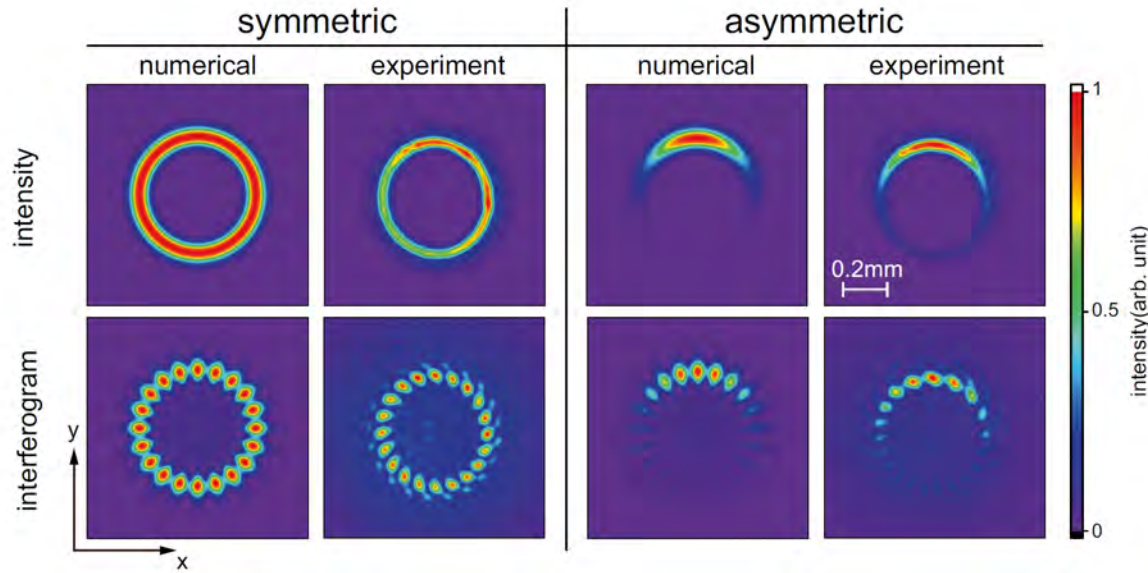 symmetric
asymmetric
numerical
experiment
numerical
experiment
intensity
0.2mm
interferogram
y
x
1
0.5
0
intensity(arb. unit)